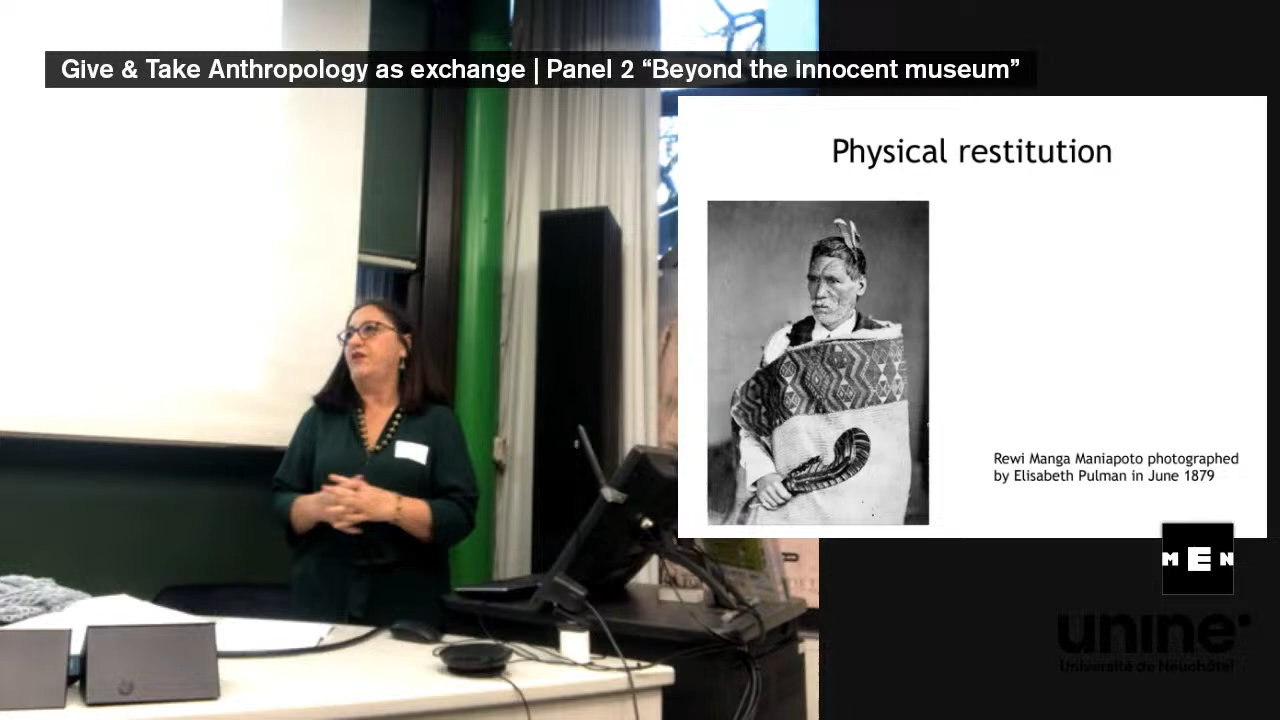 Give & Take Anthropology as exchange | Panel 2 “Beyond the innocent museum”
Physical restitution
Rewi Manga Maniapoto photographed
by Elisabeth Pulman in June 1879
MEN
unine
Université de Neuchâtel